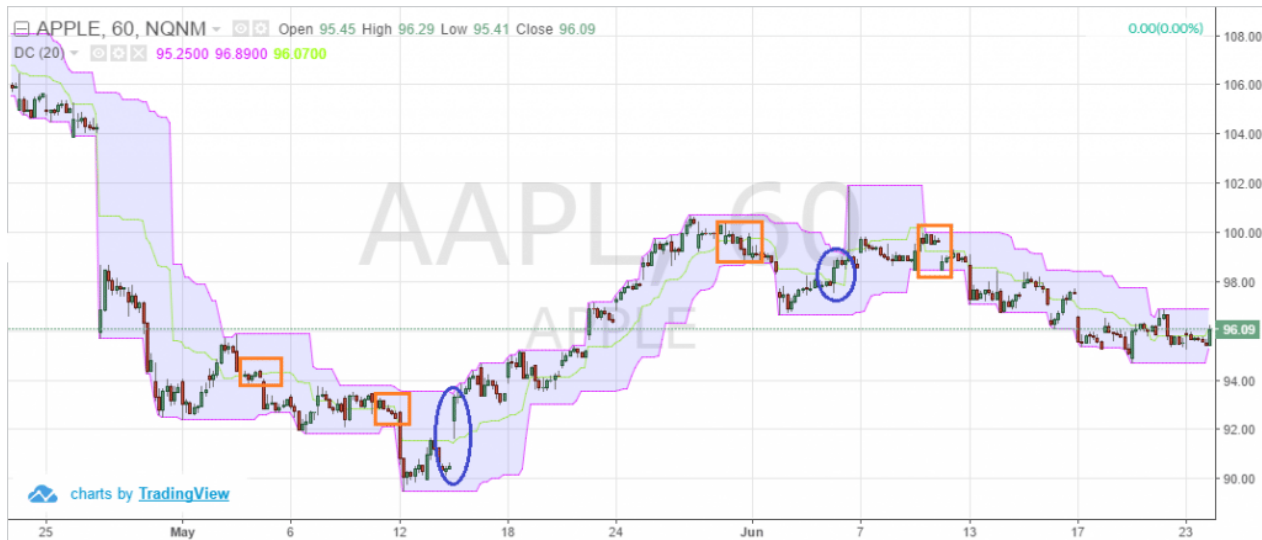 APPLE, 60, NQNM Open 95.45 High 96.29 Low 95.41 Close 96.09 0.00(0.00%)
DC (20) 95.2500 96.8900 96.0700
108.00
106.00
104.00
102.00
100.00
98.00
96.09
94.00
92.00
90.00
AAPL, 60
APPLE
charts by TradingView
25 May 6 12 18 24 Jun 7 13 17 23